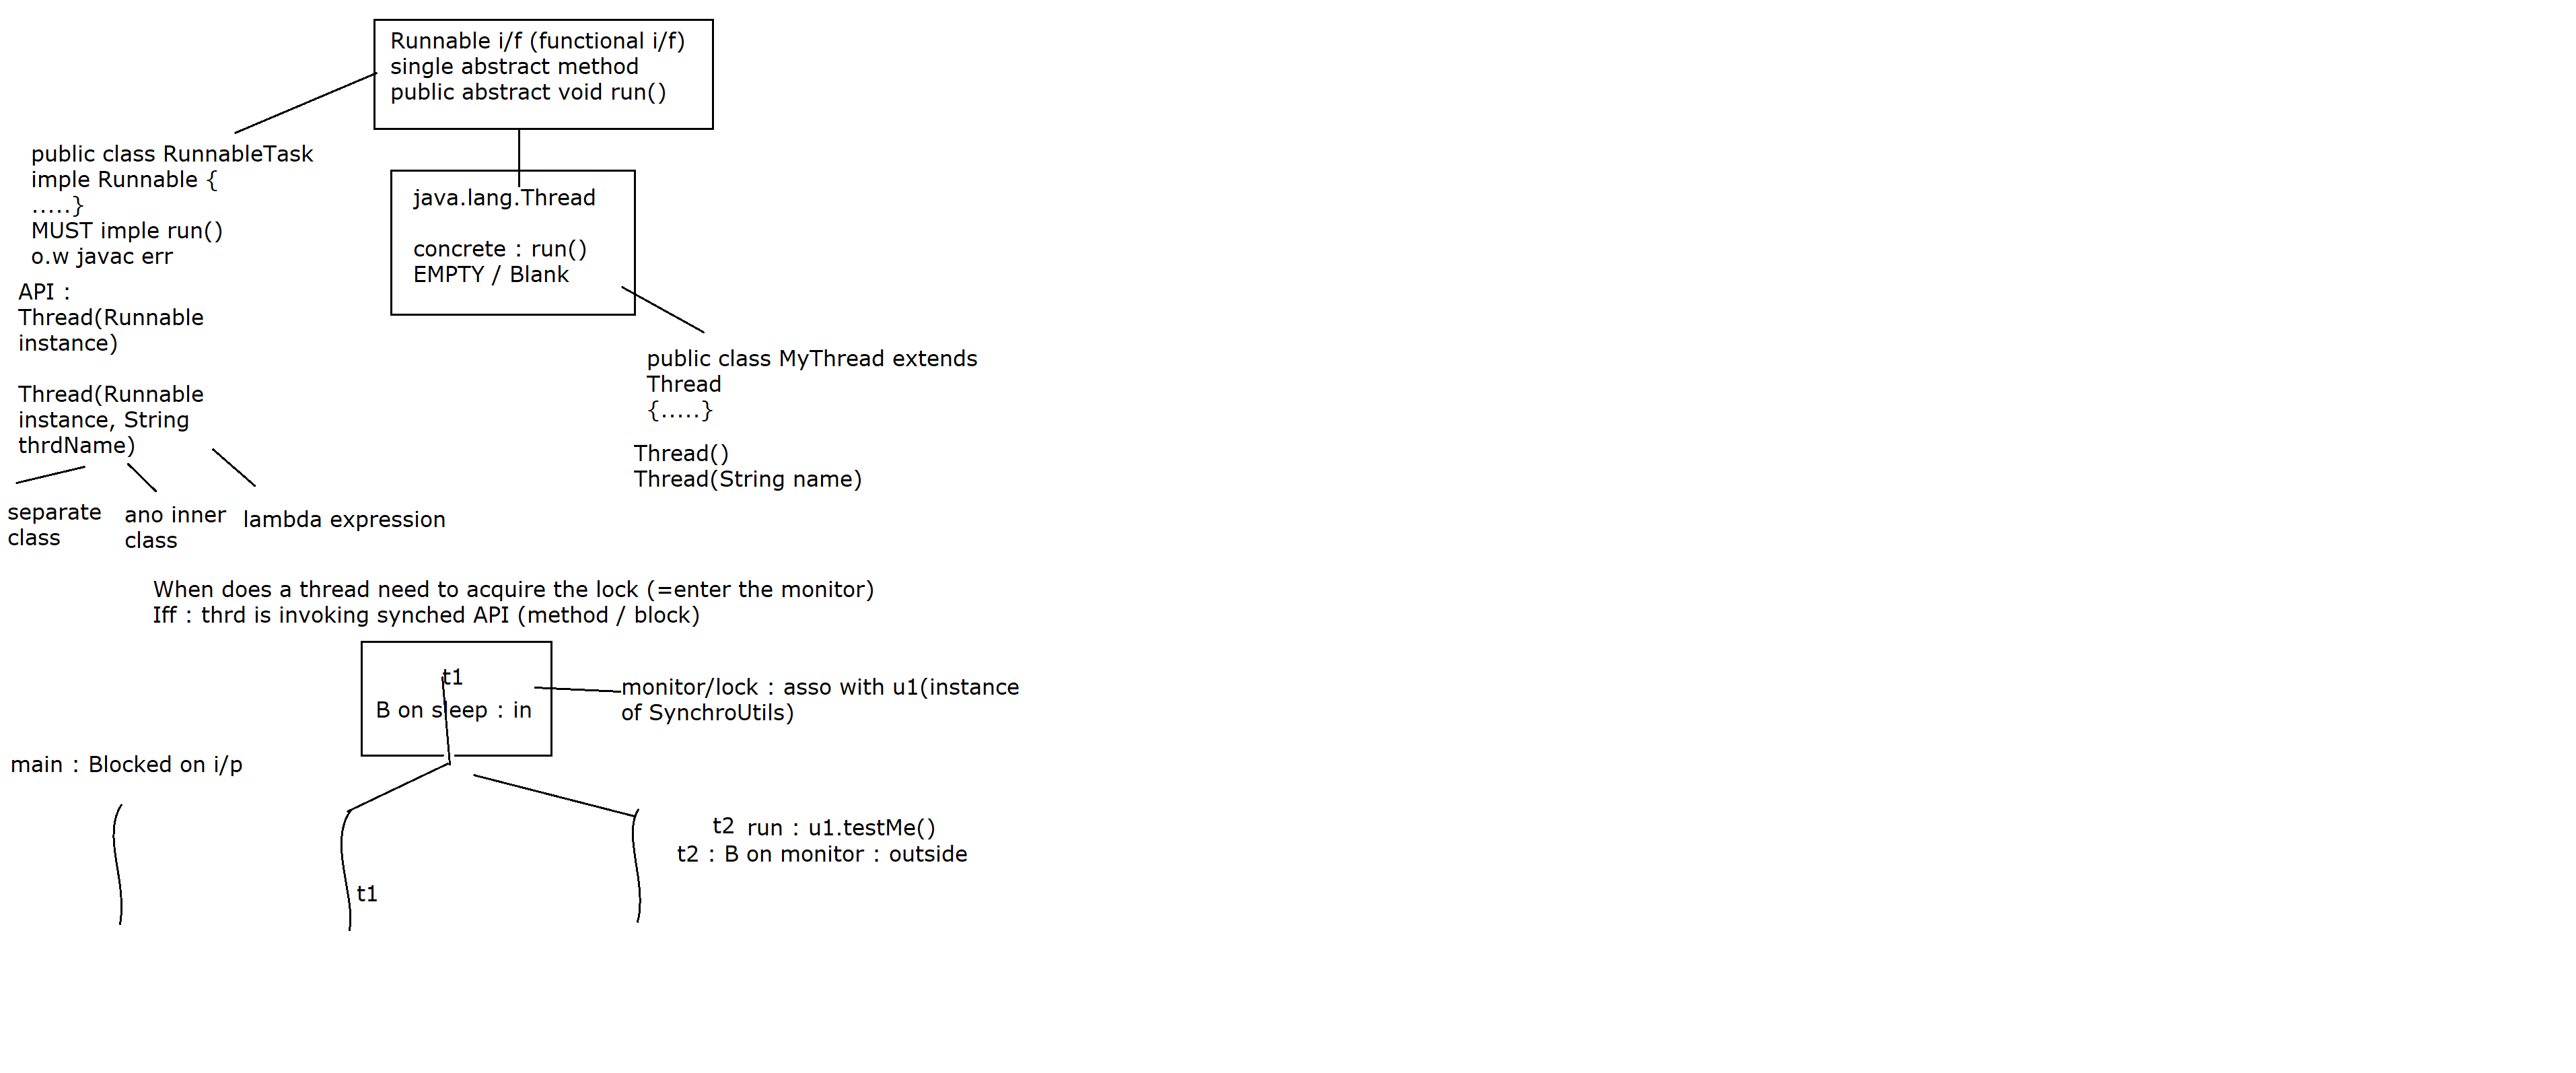 Runnable i/f (functional i/f)
single abstract method
public abstract void run()
public class RunnableTask
imple Runnable {
.....}
MUST imple run()
o.w javac err
java.lang.Thread
concrete : run()
EMPTY / Blank
API :
Thread(Runnable
instance)
Thread(Runnable
instance, String
thrdName)
public class MyThread extends
Thread
{.....}
Thread()
Thread(String name)
separate
class
ano inner
class
lambda expression
When does a thread need to acquire the lock (=enter the monitor)
Iff : thrd is invoking synched API (method / block)
t1
B on sleep : in
monitor/lock : asso with u1(instance
of SynchroUtils)
main : Blocked on i/p
t1
t2 run : u1.testMe()
t2 : B on monitor : outside